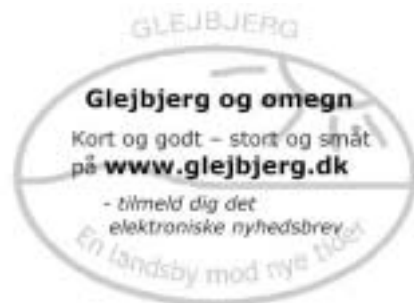 GLEJBJERG
Glejbjerg og omegn
Kort og godt – stort og småt
på www.glejbjerg.dk
- tilmeld dig det
elektroniske nyhedsbrev
En landsby mod nye tider